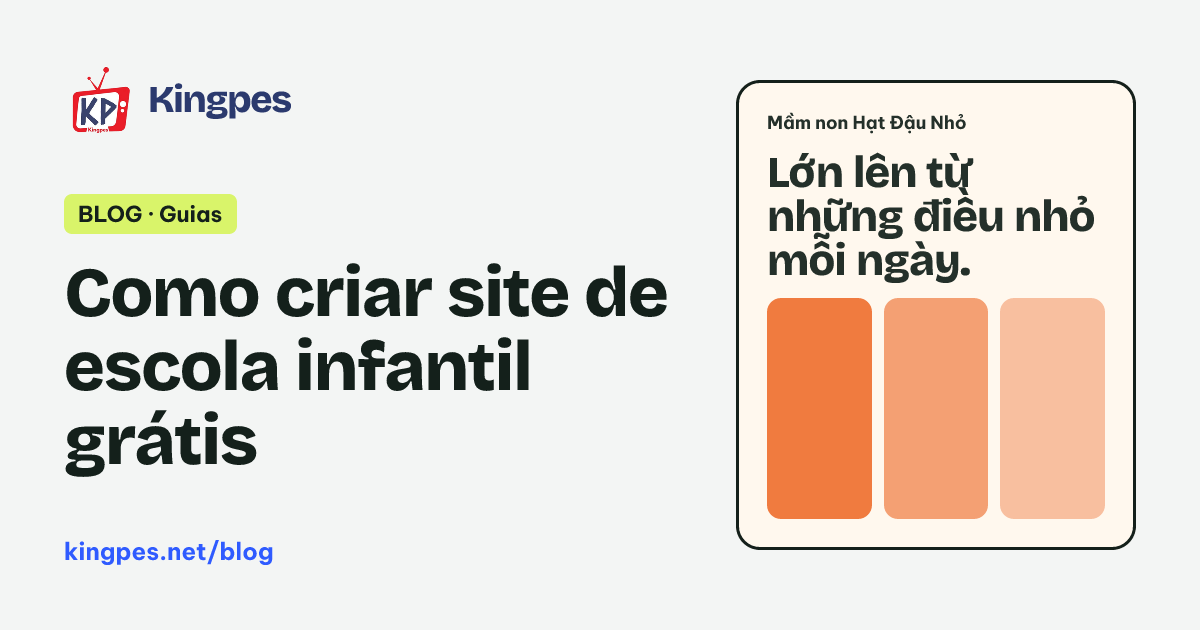 KP
Kingpes
Kingpes
BLOG · Guias
Como criar site de
escola infantil
grátis
kingpes.net/blog
Mầm non Hạt Đậu Nhỏ
Lớn lên từ
những điều nhỏ
mỗi ngày.